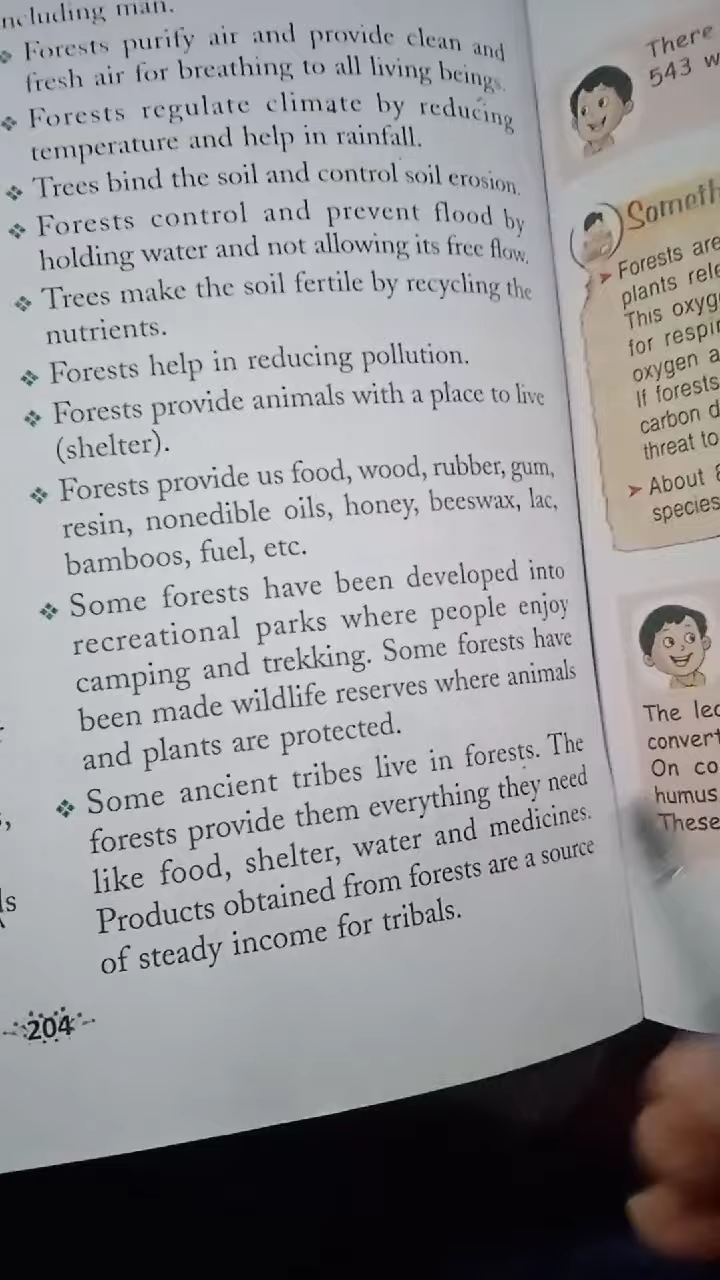 including man.
❖ Forests purify air and provide clean and
fresh air for breathing to all living beings.
❖ Forests regulate climate by reducing
temperature and help in rainfall.
❖ Trees bind the soil and control soil erosion.
❖ Forests control and prevent flood by
holding water and not allowing its free flow.
❖ Trees make the soil fertile by recycling the
nutrients.
❖ Forests help in reducing pollution.
❖ Forests provide animals with a place to live
(shelter).
❖ Forests provide us food, wood, rubber, gum,
resin, nonedible oils, honey, beeswax, lac,
bamboos, fuel, etc.
❖ Some forests have been developed into
recreational parks where people enjoy
camping and trekking. Some forests have
been made wildlife reserves where animals
and plants are protected.
❖ Some ancient tribes live in forests. The
forests provide them everything they need
like food, shelter, water and medicines.
Products obtained from forests are a source
of steady income for tribals.
204
There
543
➤ Forests are
plants
This
for
oxygen
If forests
carbon
threat to
➤ About
species
The
On
humus
These